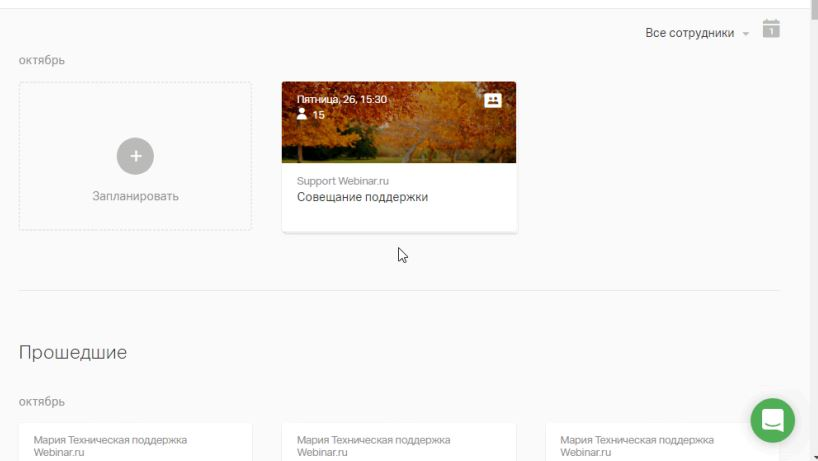 Все сотрудники
1
октябрь
Пятница, 26, 15:30
15
Запланировать
Support Webinar.ru
Совещание поддержки
Прошедшие
октябрь
Мария Техническая поддержка
Webinar.ru
Мария Техническая поддержка
Webinar.ru
Мария Техническая поддержка
Webinar.ru